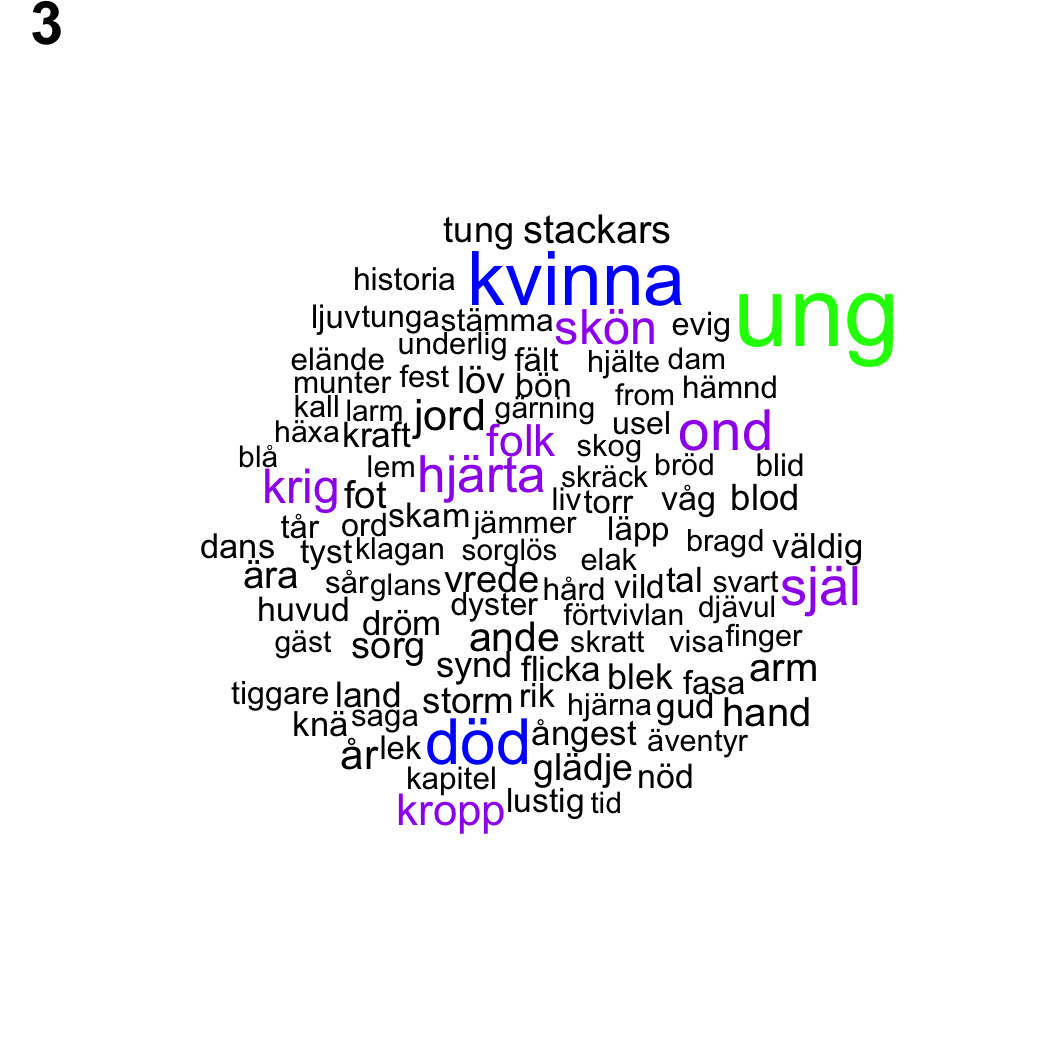 3
tung stackars
historia kvinna
ung
ljuv tunga stämma skön evig
underlig
elände fält hjälte dam
munter fest löv bön from hämnd
kall larm jord gärning usel ond
häxa kraft folk skog
blå lem hjärta skräck bröd blid
krig fot liv torr våg blod
tår ord skam jämmer läpp bragd
dans tyst klagan sorglös elak väldig
ära sår glans vrede hård vild tal svart själ
huvud dyster förtvivlan djävul
dröm
gäst sorg ande skratt visa finger
synd flicka blek fasa arm
tiggare land storm rik hjärna gud hand
knä saga
år lek död ångest äventyr
kapitel glädje nöd
kropp lustig tid